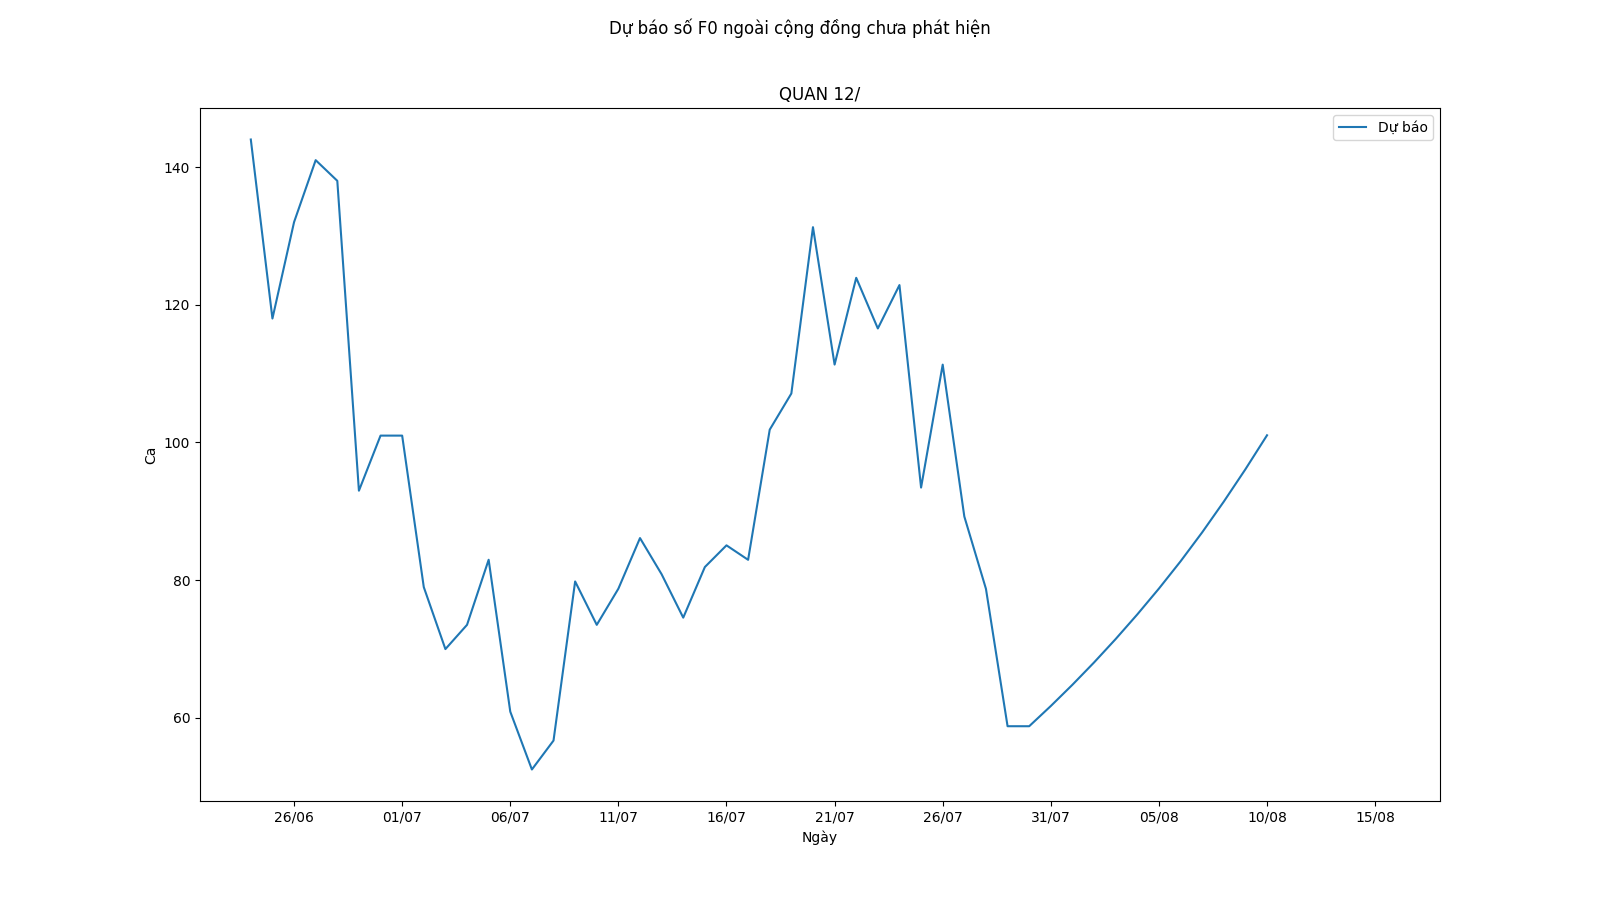 Dự báo số F0 ngoài cộng đồng chưa phát hiện
QUAN 12/
Dự báo
140
120
100
80
60
Ca
26/06 01/07 06/07 11/07 16/07 21/07 26/07 31/07 05/08 10/08 15/08
Ngày